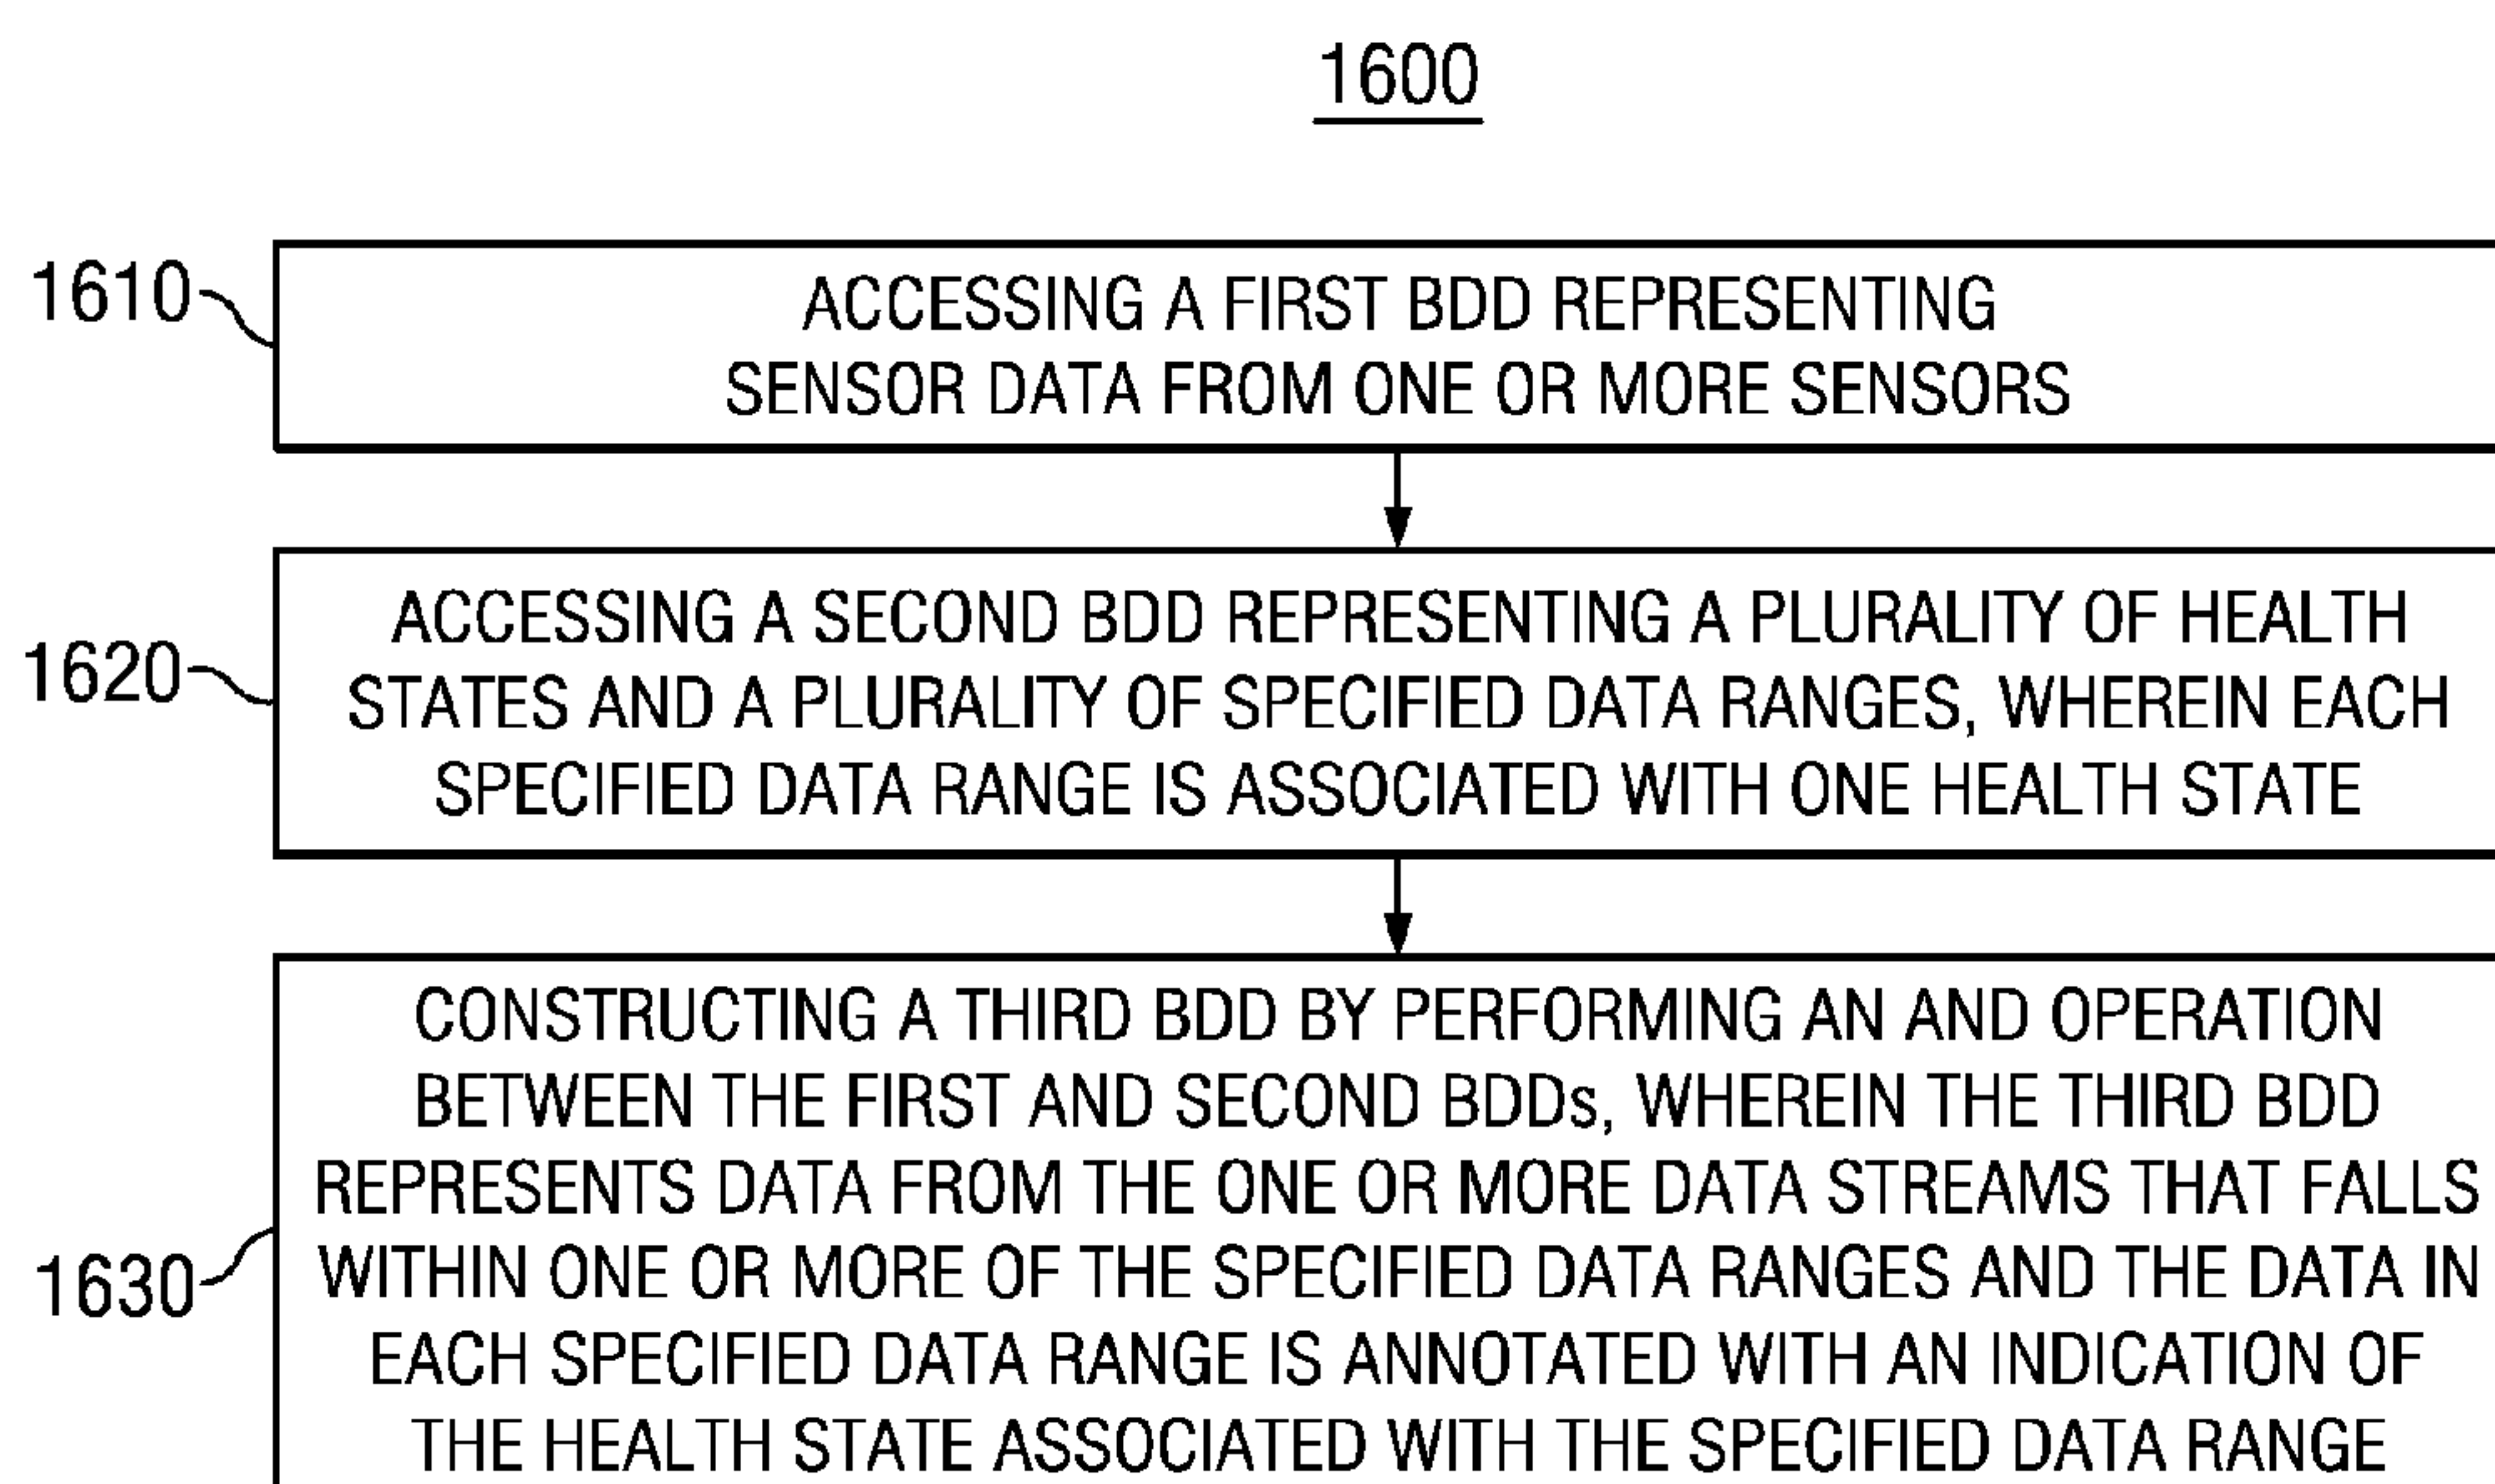 1600
1610
ACCESSING A FIRST BDD REPRESENTING
SENSOR DATA FROM ONE OR MORE SENSORS
1620
ACCESSING A SECOND BDD REPRESENTING A PLURALITY OF HEALTH
STATES AND A PLURALITY OF SPECIFIED DATA RANGES, WHEREIN EACH
SPECIFIED DATA RANGE IS ASSOCIATED WITH ONE HEALTH STATE
1630
CONSTRUCTING A THIRD BDD BY PERFORMING AN AND OPERATION
BETWEEN THE FIRST AND SECOND BDDs, WHEREIN THE THIRD BDD
REPRESENTS DATA FROM THE ONE OR MORE DATA STREAMS THAT FALLS
WITHIN ONE OR MORE OF THE SPECIFIED DATA RANGES AND THE DATA IN
EACH SPECIFIED DATA RANGE IS ANNOTATED WITH AN INDICATION OF
THE HEALTH STATE ASSOCIATED WITH THE SPECIFIED DATA RANGE